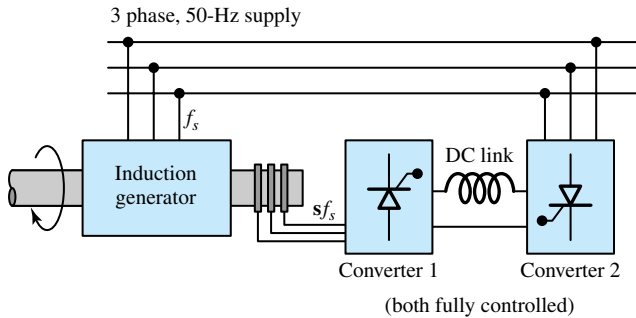 3 phase, 50-Hz supply
f_s
Induction
generator
DC link
sf_s
Converter 1
Converter 2
(both fully controlled)